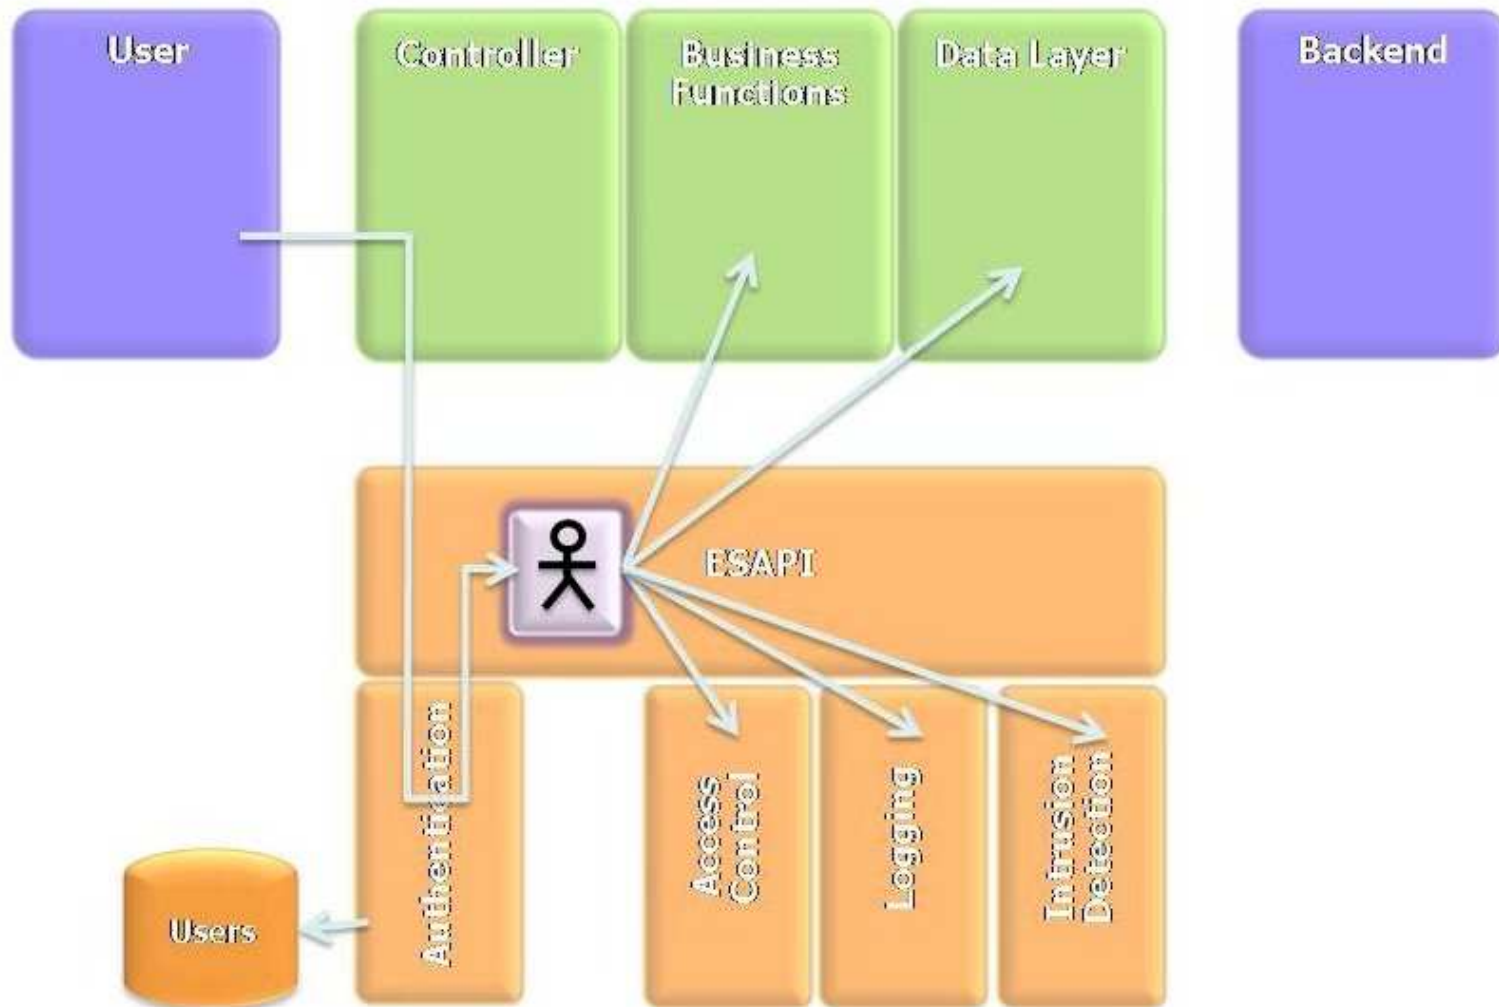 User
Controller
Business
Functions
Data Layer
Backend
ESAPI
Authentication
Access
Control
Logging
Intrusion
Detection
Users